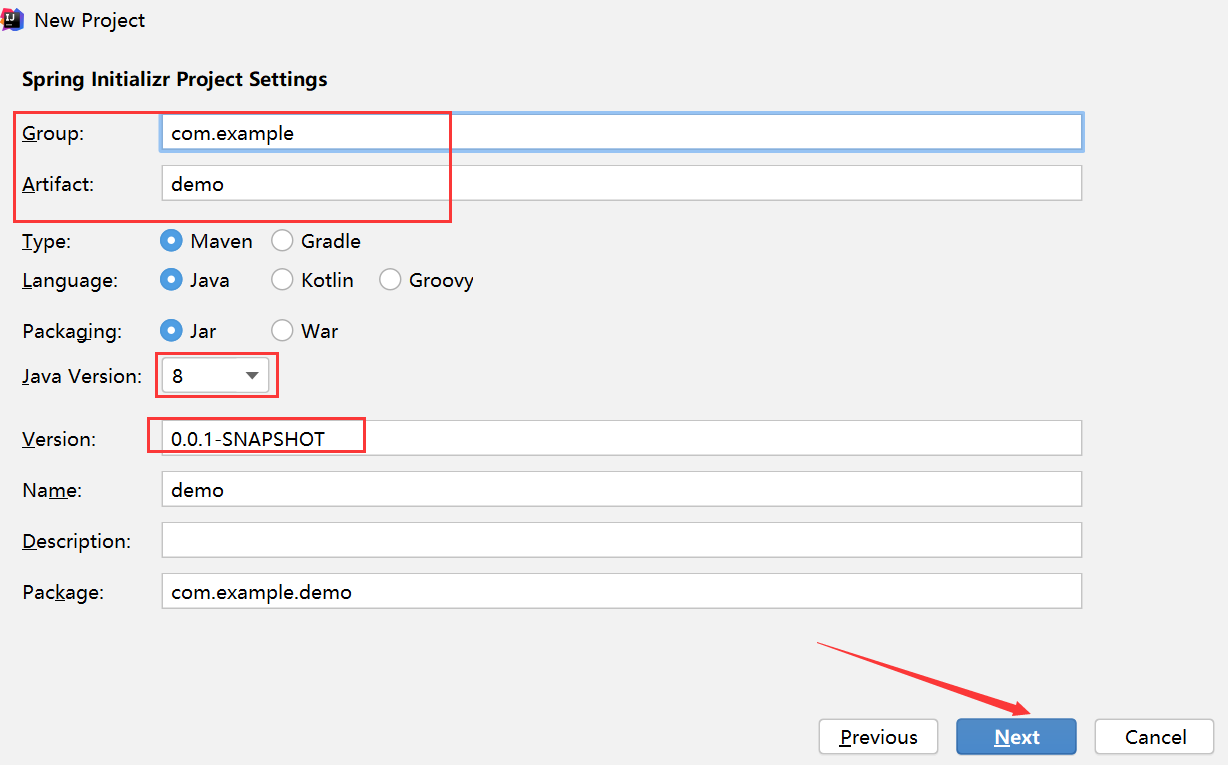 New Project
Spring Initializr Project Settings
Group: com.example
Artifact: demo
Type: Maven Gradle
Language: Java Kotlin Groovy
Packaging: Jar War
Java Version: 8
Version: 0.0.1-SNAPSHOT
Name: demo
Description:
Package: com.example.demo
Previous Next Cancel